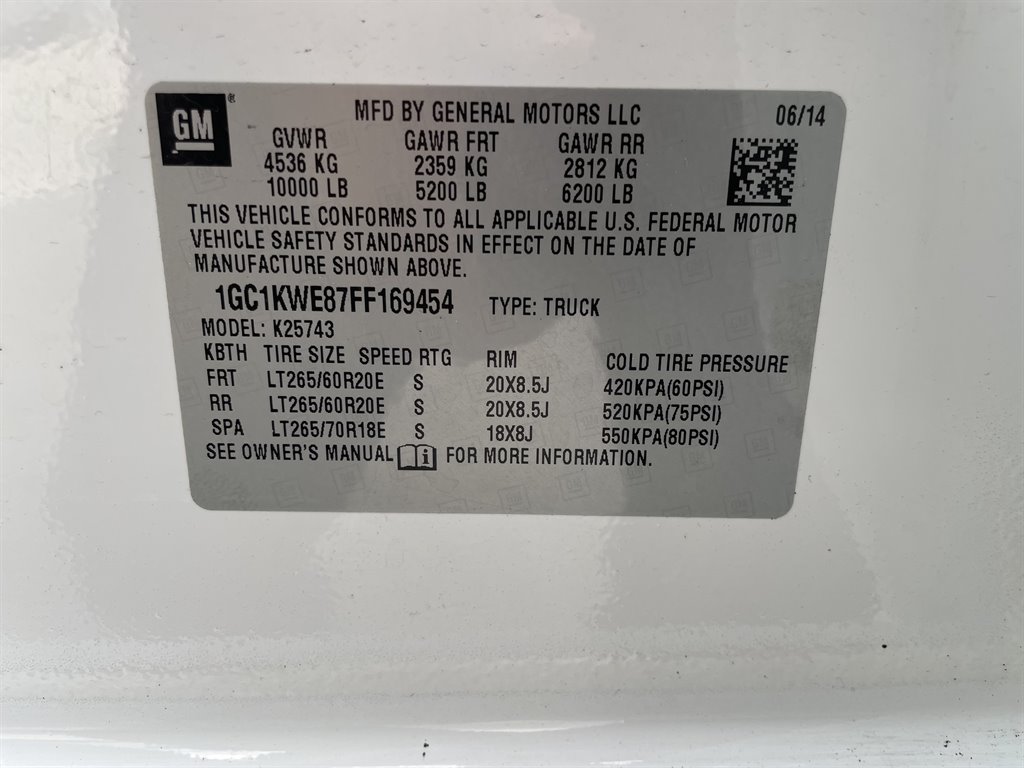 GM® MFD BY GENERAL MOTORS LLC 06/14
GVWR GAWR FRT GAWR RR
4536 KG 2359 KG 2812 KG
10000 LB 5200 LB 6200 LB
THIS VEHICLE CONFORMS TO ALL APPLICABLE U.S. FEDERAL MOTOR
VEHICLE SAFETY STANDARDS IN EFFECT ON THE DATE OF
MANUFACTURE SHOWN ABOVE.
1GC1KWE87FF169454 TYPE: TRUCK
MODEL: K25743
KBTH TIRE SIZE SPEED RTG RIM COLD TIRE PRESSURE
FRT LT265/60R20E S 20X8.5J 420KPA(60PSI)
RR LT265/60R20E S 20X8.5J 520KPA(75PSI)
SPA LT265/70R18E S 18X8J 550KPA(80PSI)
SEE OWNER'S MANUAL i FOR MORE INFORMATION.